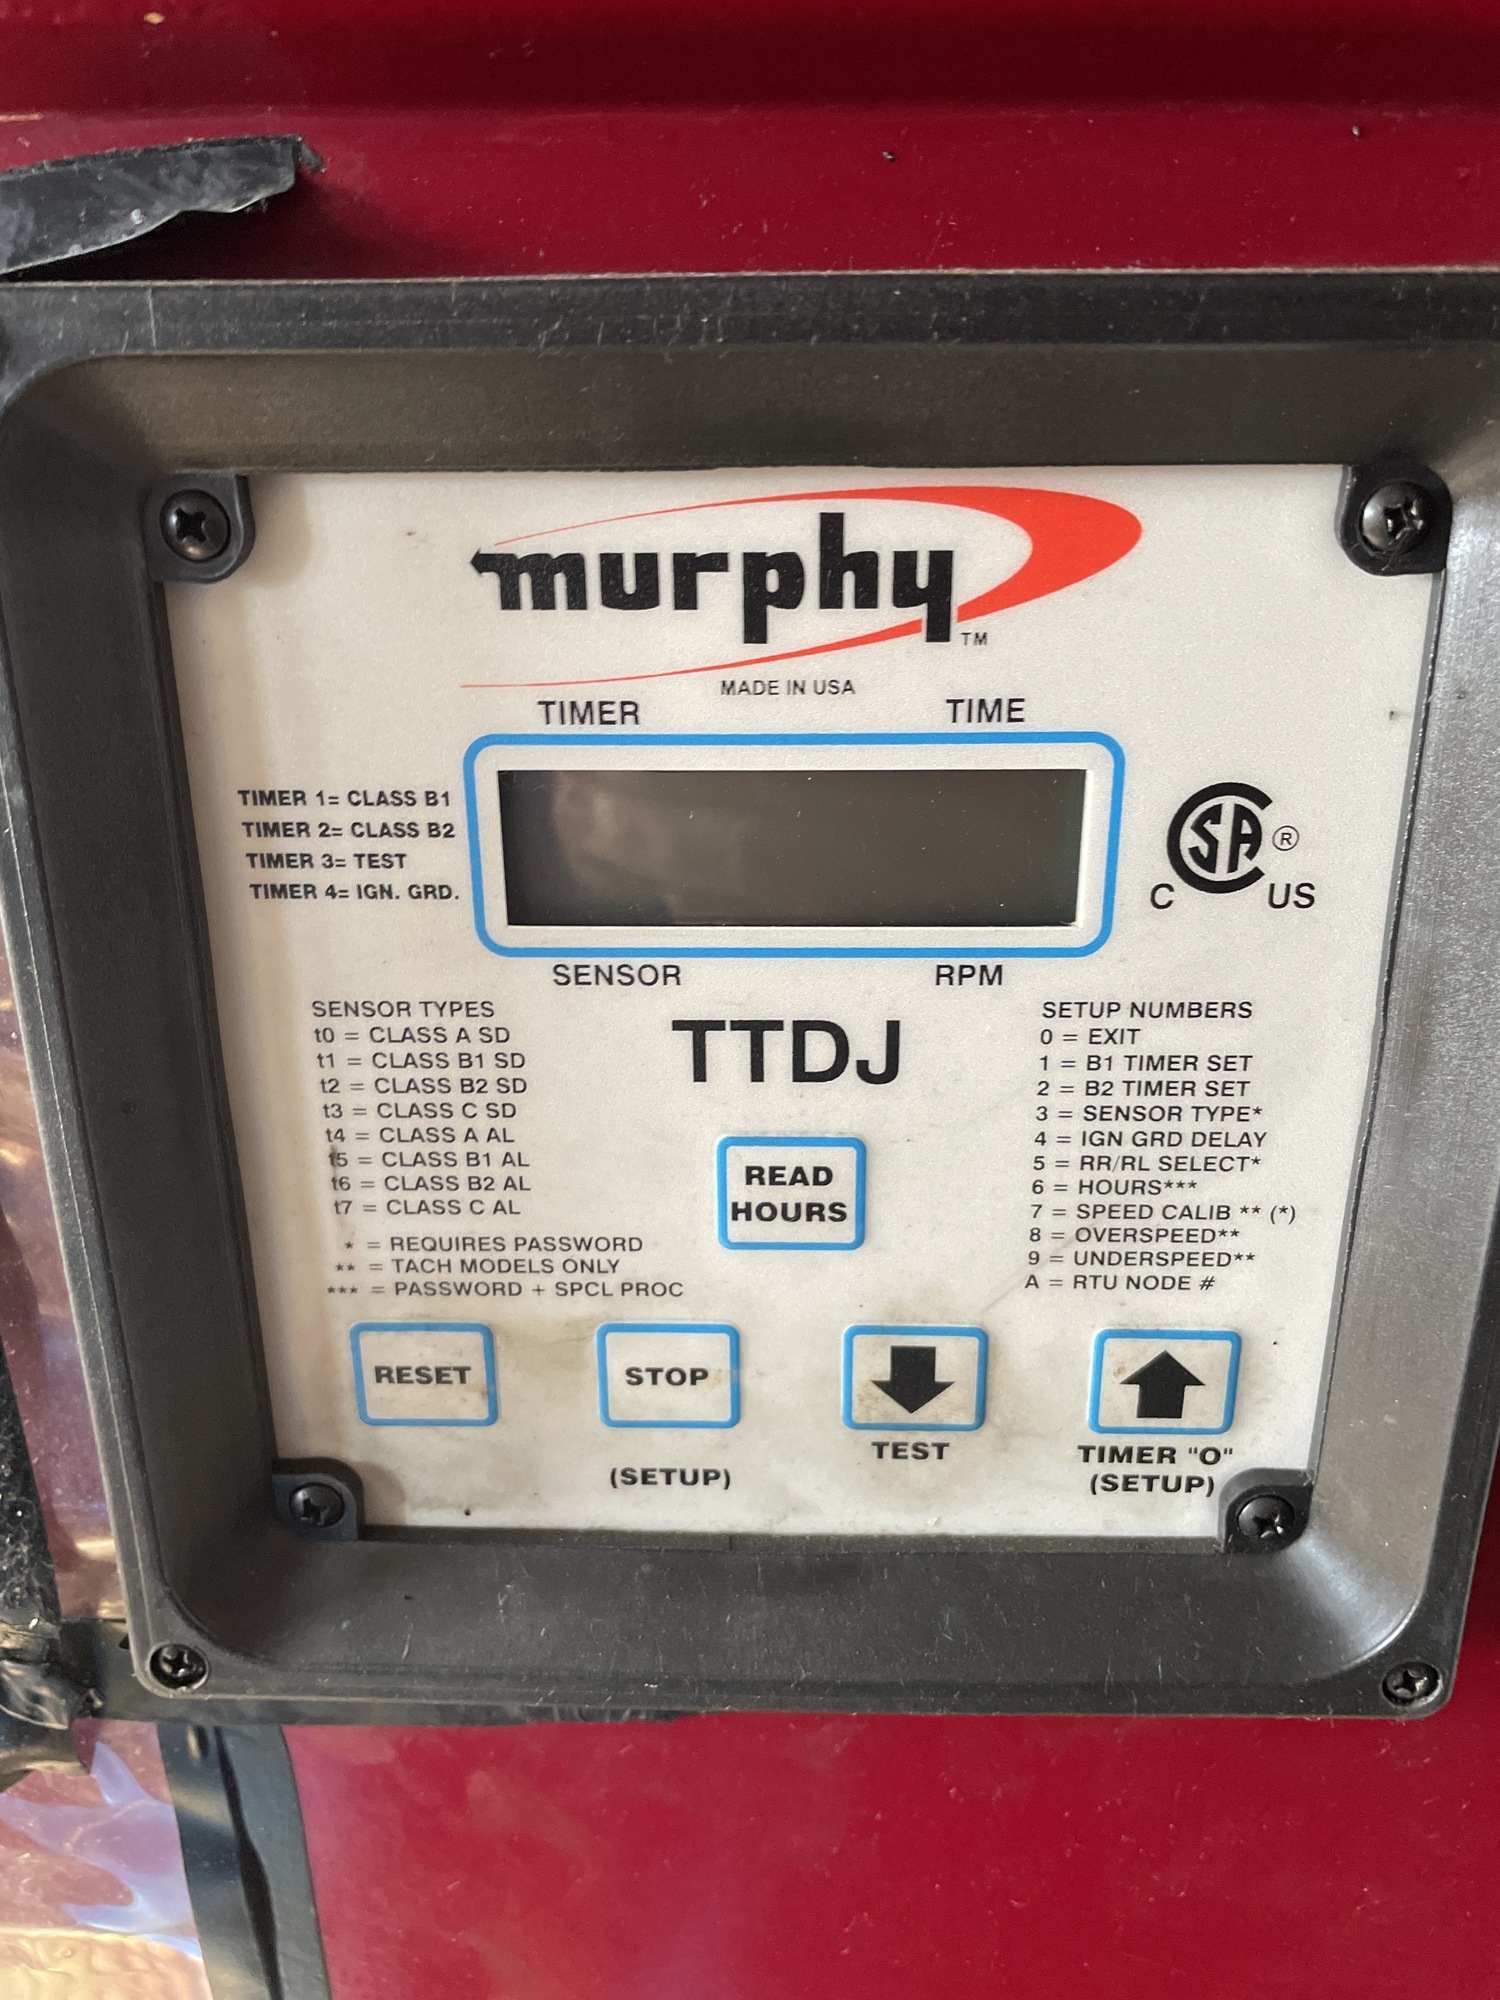 murphy™
MADE IN USA
TIMER TIME
TIMER 1= CLASS B1
TIMER 2= CLASS B2
TIMER 3= TEST
TIMER 4= IGN. GRD.
CSA®
C US
SENSOR RPM
SENSOR TYPES
t0 = CLASS A SD
t1 = CLASS B1 SD
t2 = CLASS B2 SD
t3 = CLASS C SD
t4 = CLASS A AL
t5 = CLASS B1 AL
t6 = CLASS B2 AL
t7 = CLASS C AL
* = REQUIRES PASSWORD
** = TACH MODELS ONLY
*** = PASSWORD + SPCL PROC
TTDJ
READ
HOURS
SETUP NUMBERS
0 = EXIT
1 = B1 TIMER SET
2 = B2 TIMER SET
3 = SENSOR TYPE*
4 = IGN GRD DELAY
5 = RR/RL SELECT*
6 = HOURS***
7 = SPEED CALIB ** (*)
8 = OVERSPEED**
9 = UNDERSPEED**
A = RTU NODE #
RESET
STOP
(SETUP)
TEST
TIMER "O"
(SETUP)